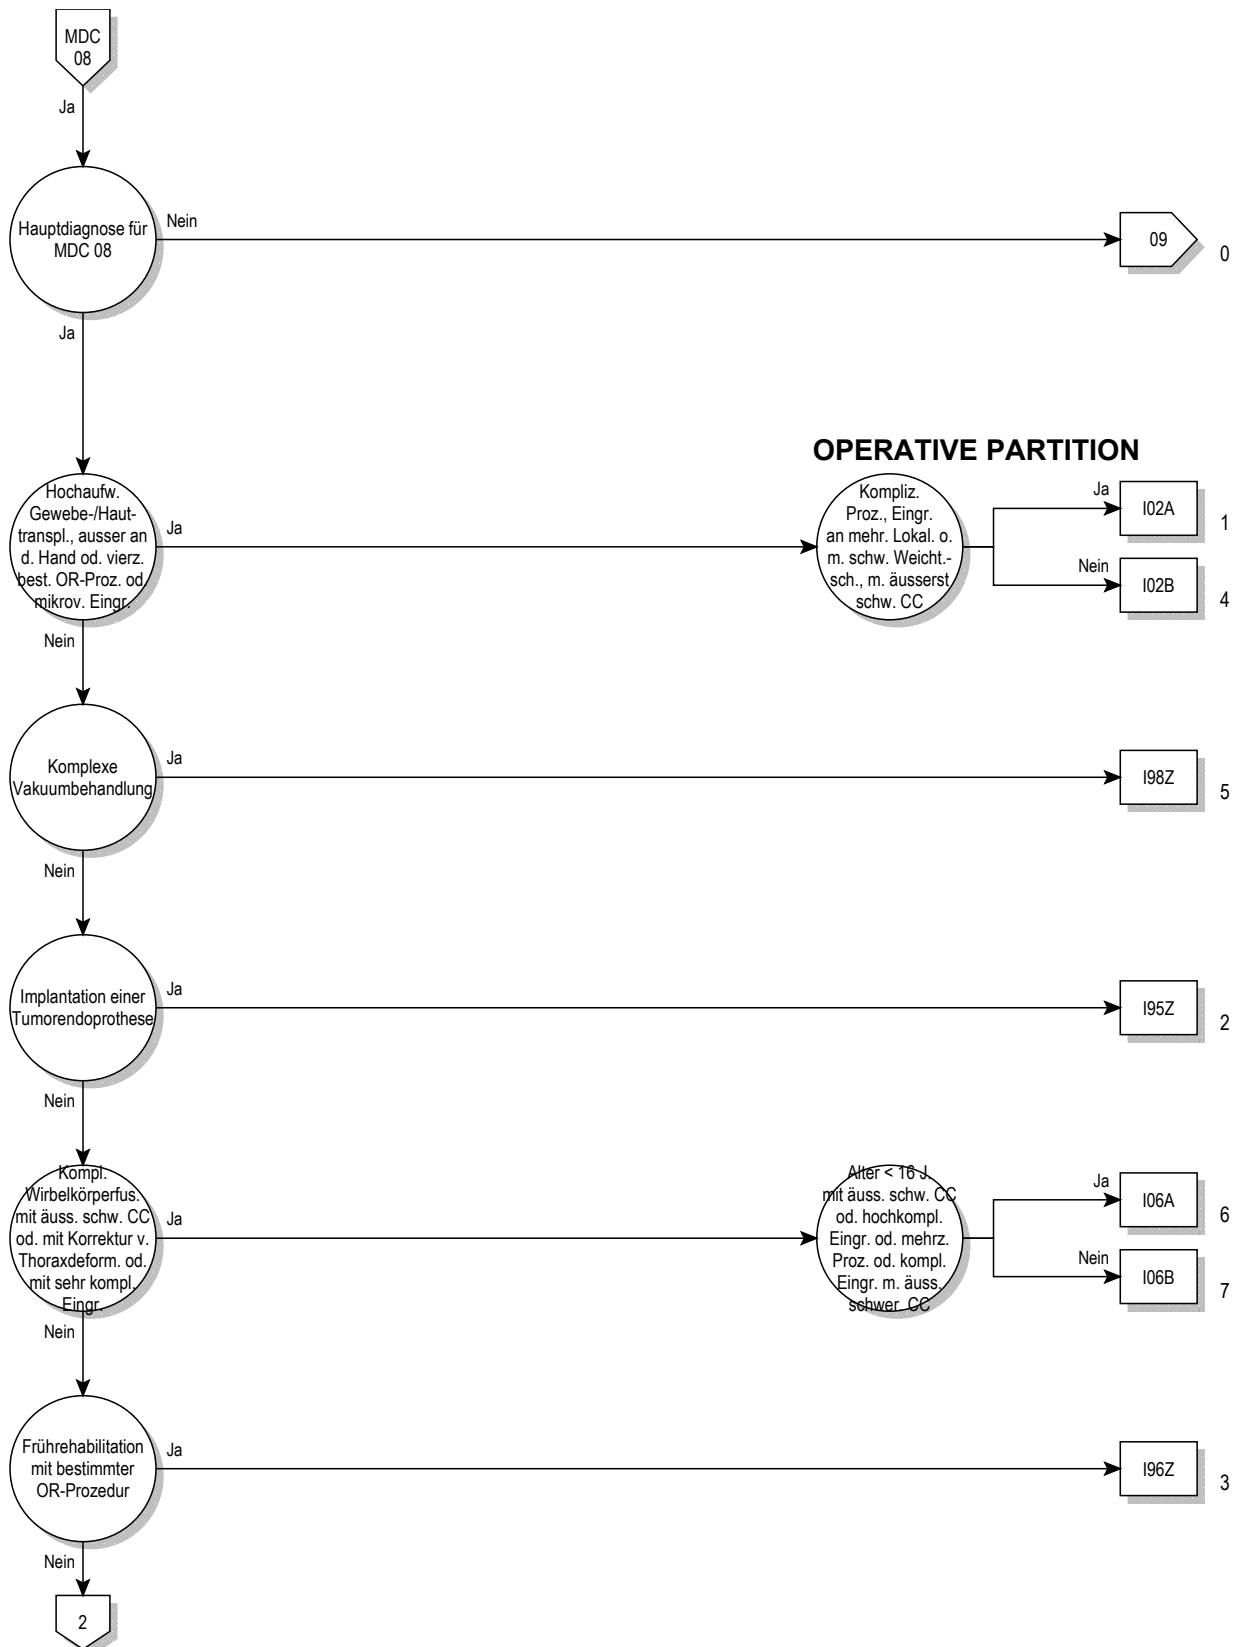 MDC
08
Ja
Hauptdiagnose für
MDC 08
Nein
09
0
Ja
OPERATIVE PARTITION
Hochaufw.
Gewebe-/Haut-
transpl., ausser an
d. Hand od. vierz.
best. OR-Proz. od.
mikrov. Eingr.
Ja
Kompliz.
Proz., Eingr.
an mehr. Lokal. o.
m. schw. Weicht.-
sch., m. äusserst
schw. CC
Ja
I02A
1
Nein
I02B
4
Nein
Komplexe
Vakuumbehandlung
Ja
I98Z
5
Nein
Implantation einer
Tumorendoprothese
Ja
I95Z
2
Nein
Kompl.
Wirbelkörperfus.
mit äuss. schw. CC
od. mit Korrektur v.
Thoraxdeform. od.
mit sehr kompl.
Eingr.
Ja
Alter < 16 J.
mit äuss. schw. CC
od. hochkompl.
Eingr. od. mehrz.
Proz. od. kompl.
Eingr. m. äuss.
schwer. CC
Ja
I06A
6
Nein
I06B
7
Nein
Frührehabilitation
mit bestimmter
OR-Prozedur
Ja
I96Z
3
Nein
2